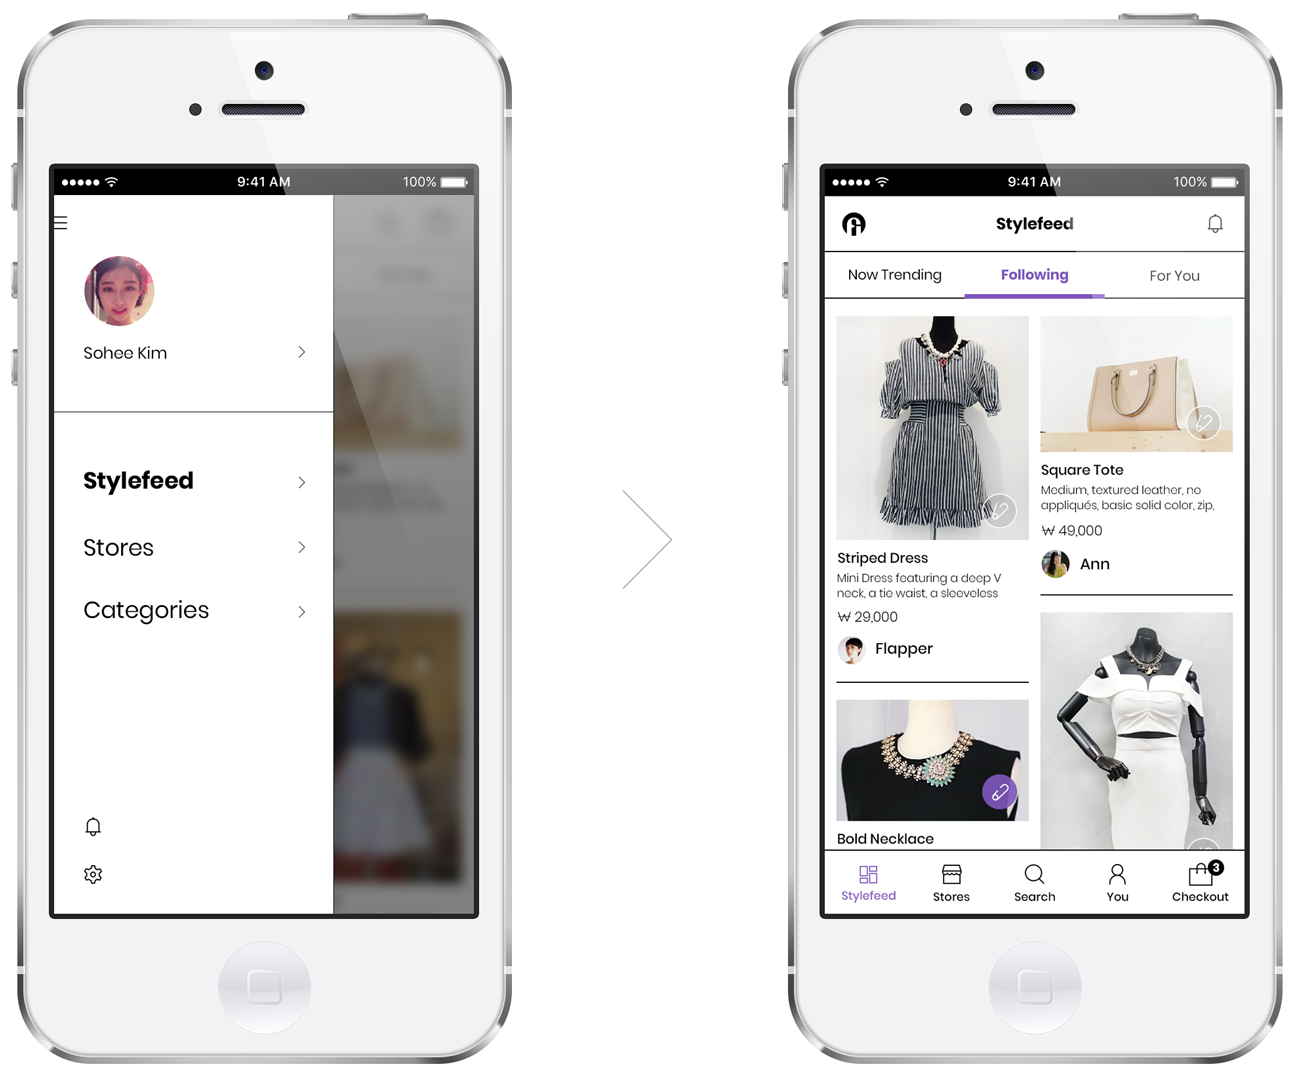 9:41 AM
100%
Sohee Kim
Stylefeed
Stores
Categories
9:41 AM
100%
Stylefeed
Now Trending
Following
For You
Striped Dress
Mini Dress featuring a deep V
neck, a tie waist, a sleeveless
₩ 29,000
Flapper
Bold Necklace
Square Tote
Medium, textured leather, no
appliqués, basic solid color, zip,
₩ 49,000
Ann
Stylefeed
Stores
Search
You
3
Checkout